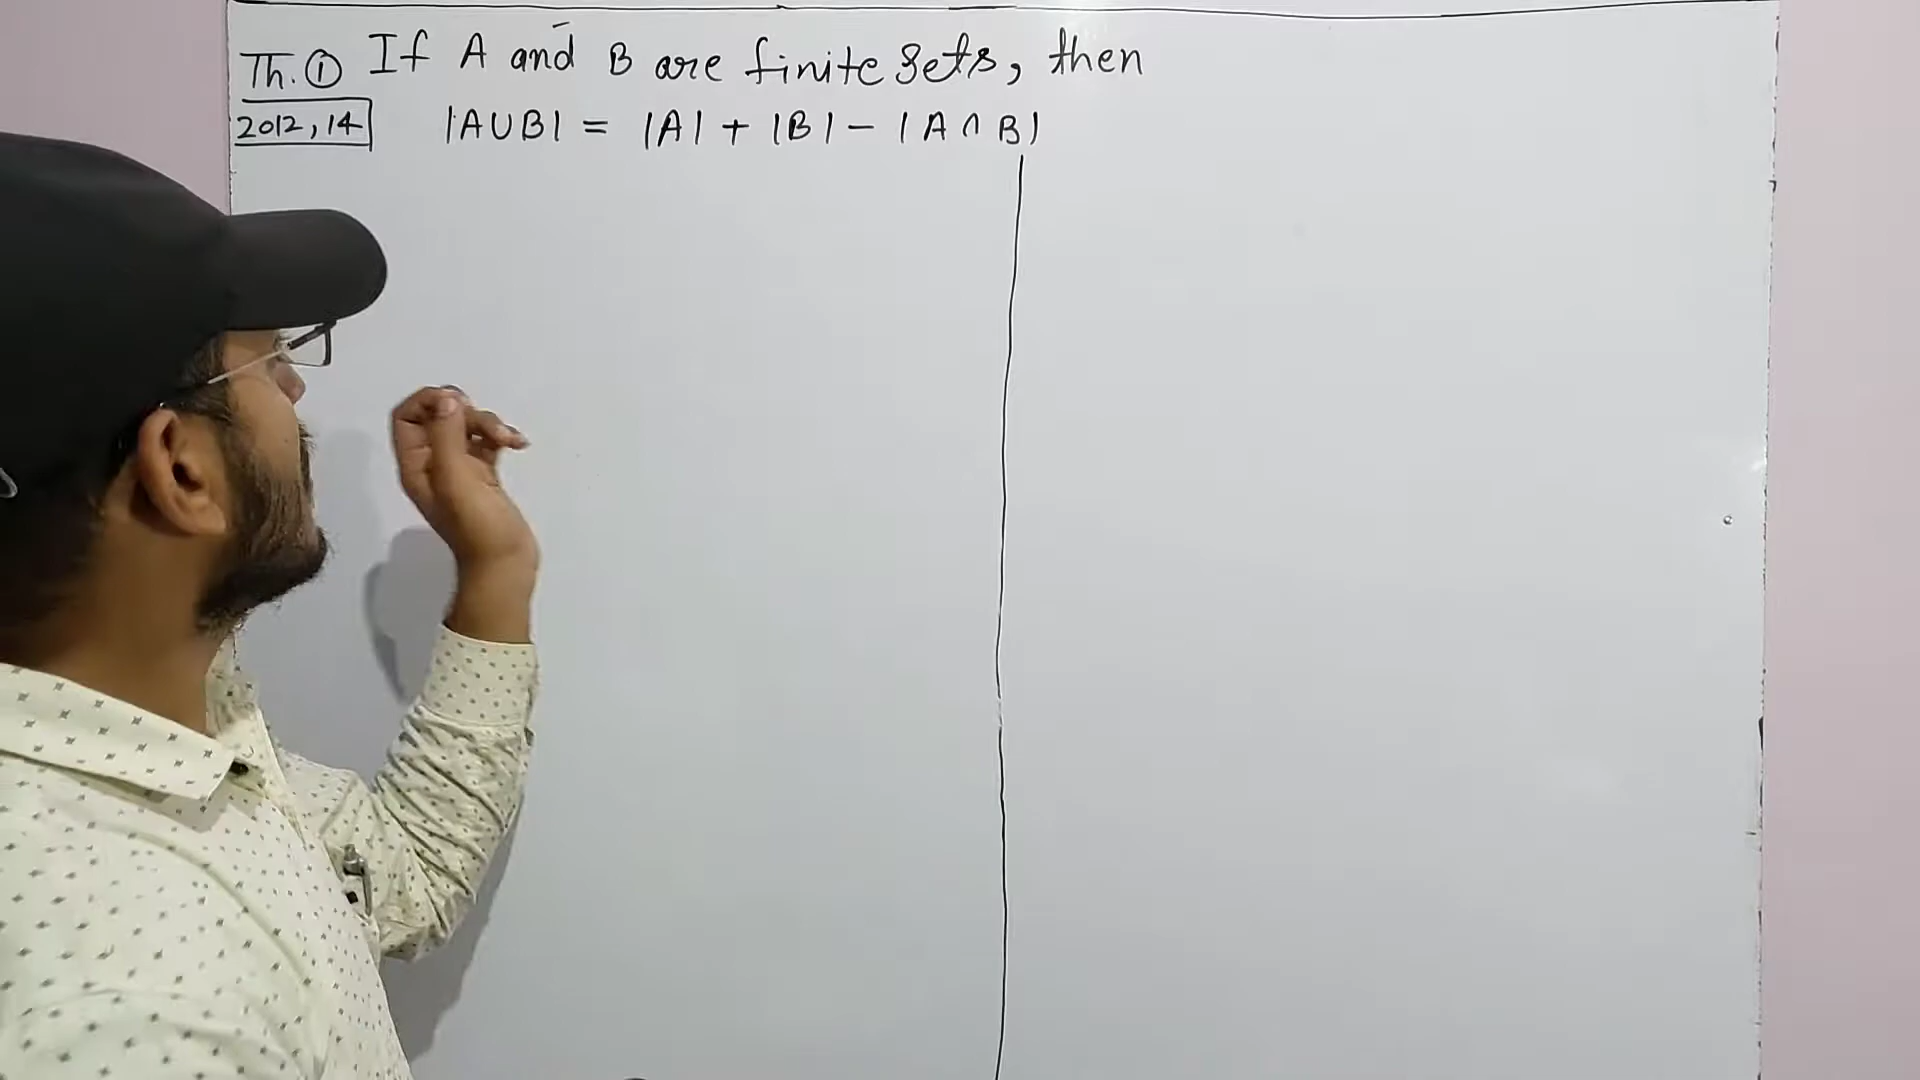 Th. ① If A and B are finite sets, then
2012, 14 |A∪B| = |A| + |B| - |A ∩ B|